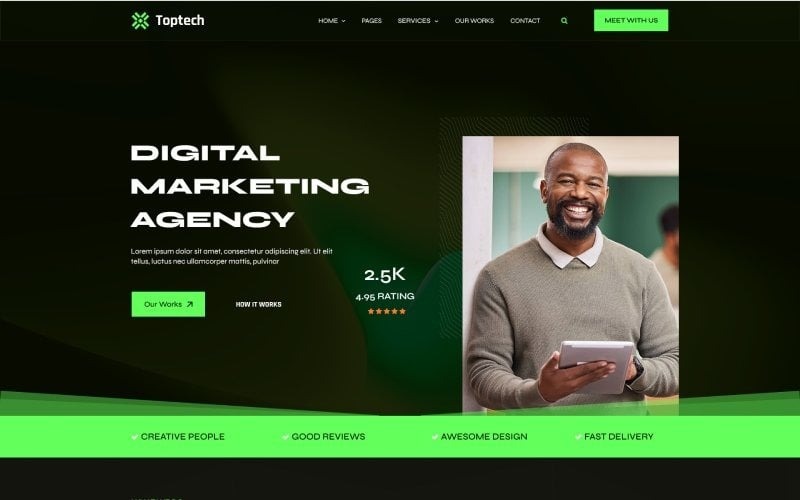 Toptech
HOME
PAGES
SERVICES
OUR WORKS
CONTACT
MEET WITH US
DIGITAL
MARKETING
AGENCY
Lorem ipsum dolor sit amet, consectetur adipiscing elit. Ut elit
tellus, luctus nec ullamcorper mattis, pulvinar
2.5K
4.95 RATING
Our Works
HOW IT WORKS
CREATIVE PEOPLE
GOOD REVIEWS
AWESOME DESIGN
FAST DELIVERY